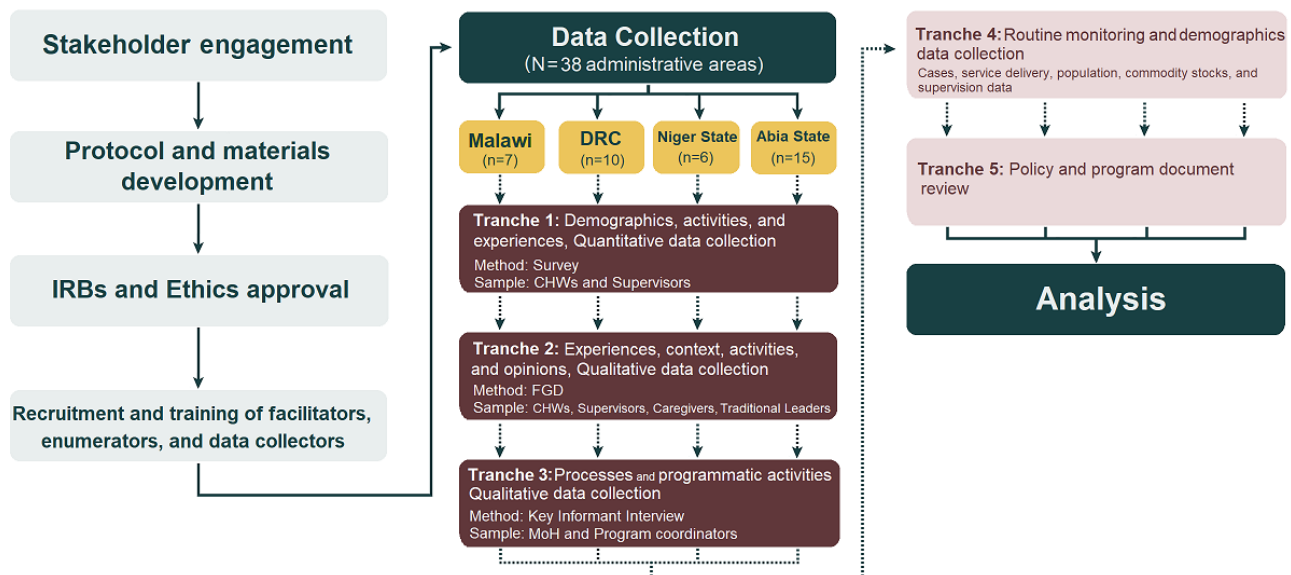 Stakeholder engagement
Protocol and materials
development
IRBs and Ethics approval
Recruitment and training of facilitators,
enumerators, and data collectors
Data Collection
(N=38 administrative areas)
Malawi
(n=7)
DRC
(n=10)
Niger State
(n=6)
Abia State
(n=15)
Tranche 1: Demographics, activities, and
experiences, Quantitative data collection
Method: Survey
Sample: CHWs and Supervisors
Tranche 2: Experiences, context, activities,
and opinions, Qualitative data collection
Method: FGD
Sample: CHWs, Supervisors, Caregivers, Traditional Leaders
Tranche 3: Processes and programmatic activities
Qualitative data collection
Method: Key Informant Interview
Sample: MoH and Program coordinators
Tranche 4: Routine monitoring and demographics
data collection
Cases, service delivery, population, commodity stocks, and
supervision data
Tranche 5: Policy and program document
review
Analysis